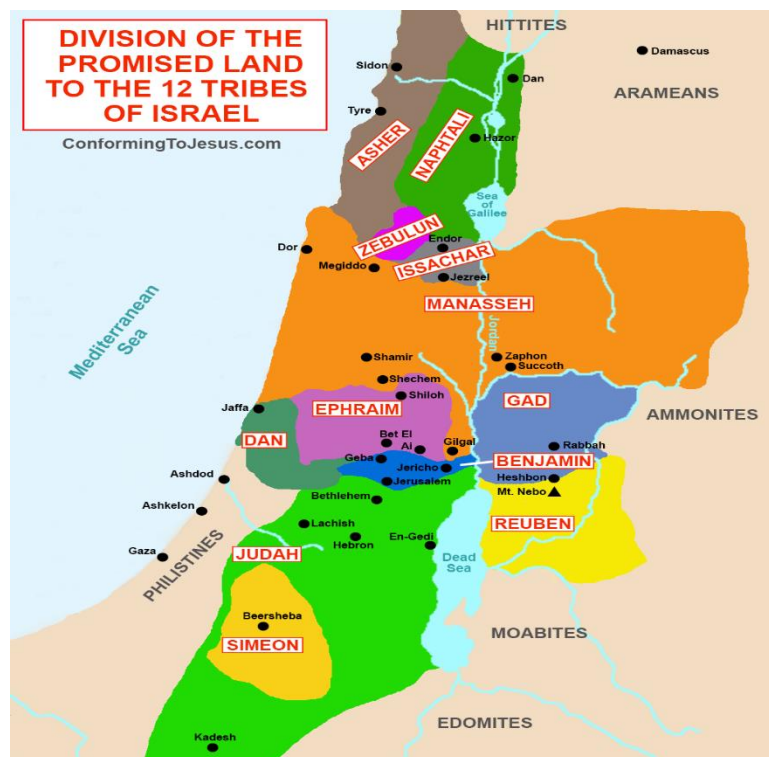 DIVISION OF THE
PROMISED LAND
TO THE 12 TRIBES
OF ISRAEL
ConformingToJesus.com
HITTITES
Damascus
Sidon
Dan
ARAMEANS
Tyre
ASHER
NAPHTALI
Hazor
Sea
of
Galilee
ZEBULUN
Endor
Dor
ISSACHAR
Megiddo
Jezreel
MANASSEH
Mediterranean
Sea
Jordan
Shamir
Zaphon
Succoth
Shechem
Shiloh
GAD
EPHRAIM
Jaffa
AMMONITES
DAN
Bet El
Ai
Gilgal
Rabbah
Geba
BENJAMIN
Jericho
Ashdod
Jerusalem
Heshbon
Mt. Nebo
Bethlehem
Ashkelon
REUBEN
Lachish
Hebron
En-Gedi
Gaza
JUDAH
PHILISTINES
Dead
Sea
Beersheba
MOABITES
SIMEON
EDOMITES
Kadesh